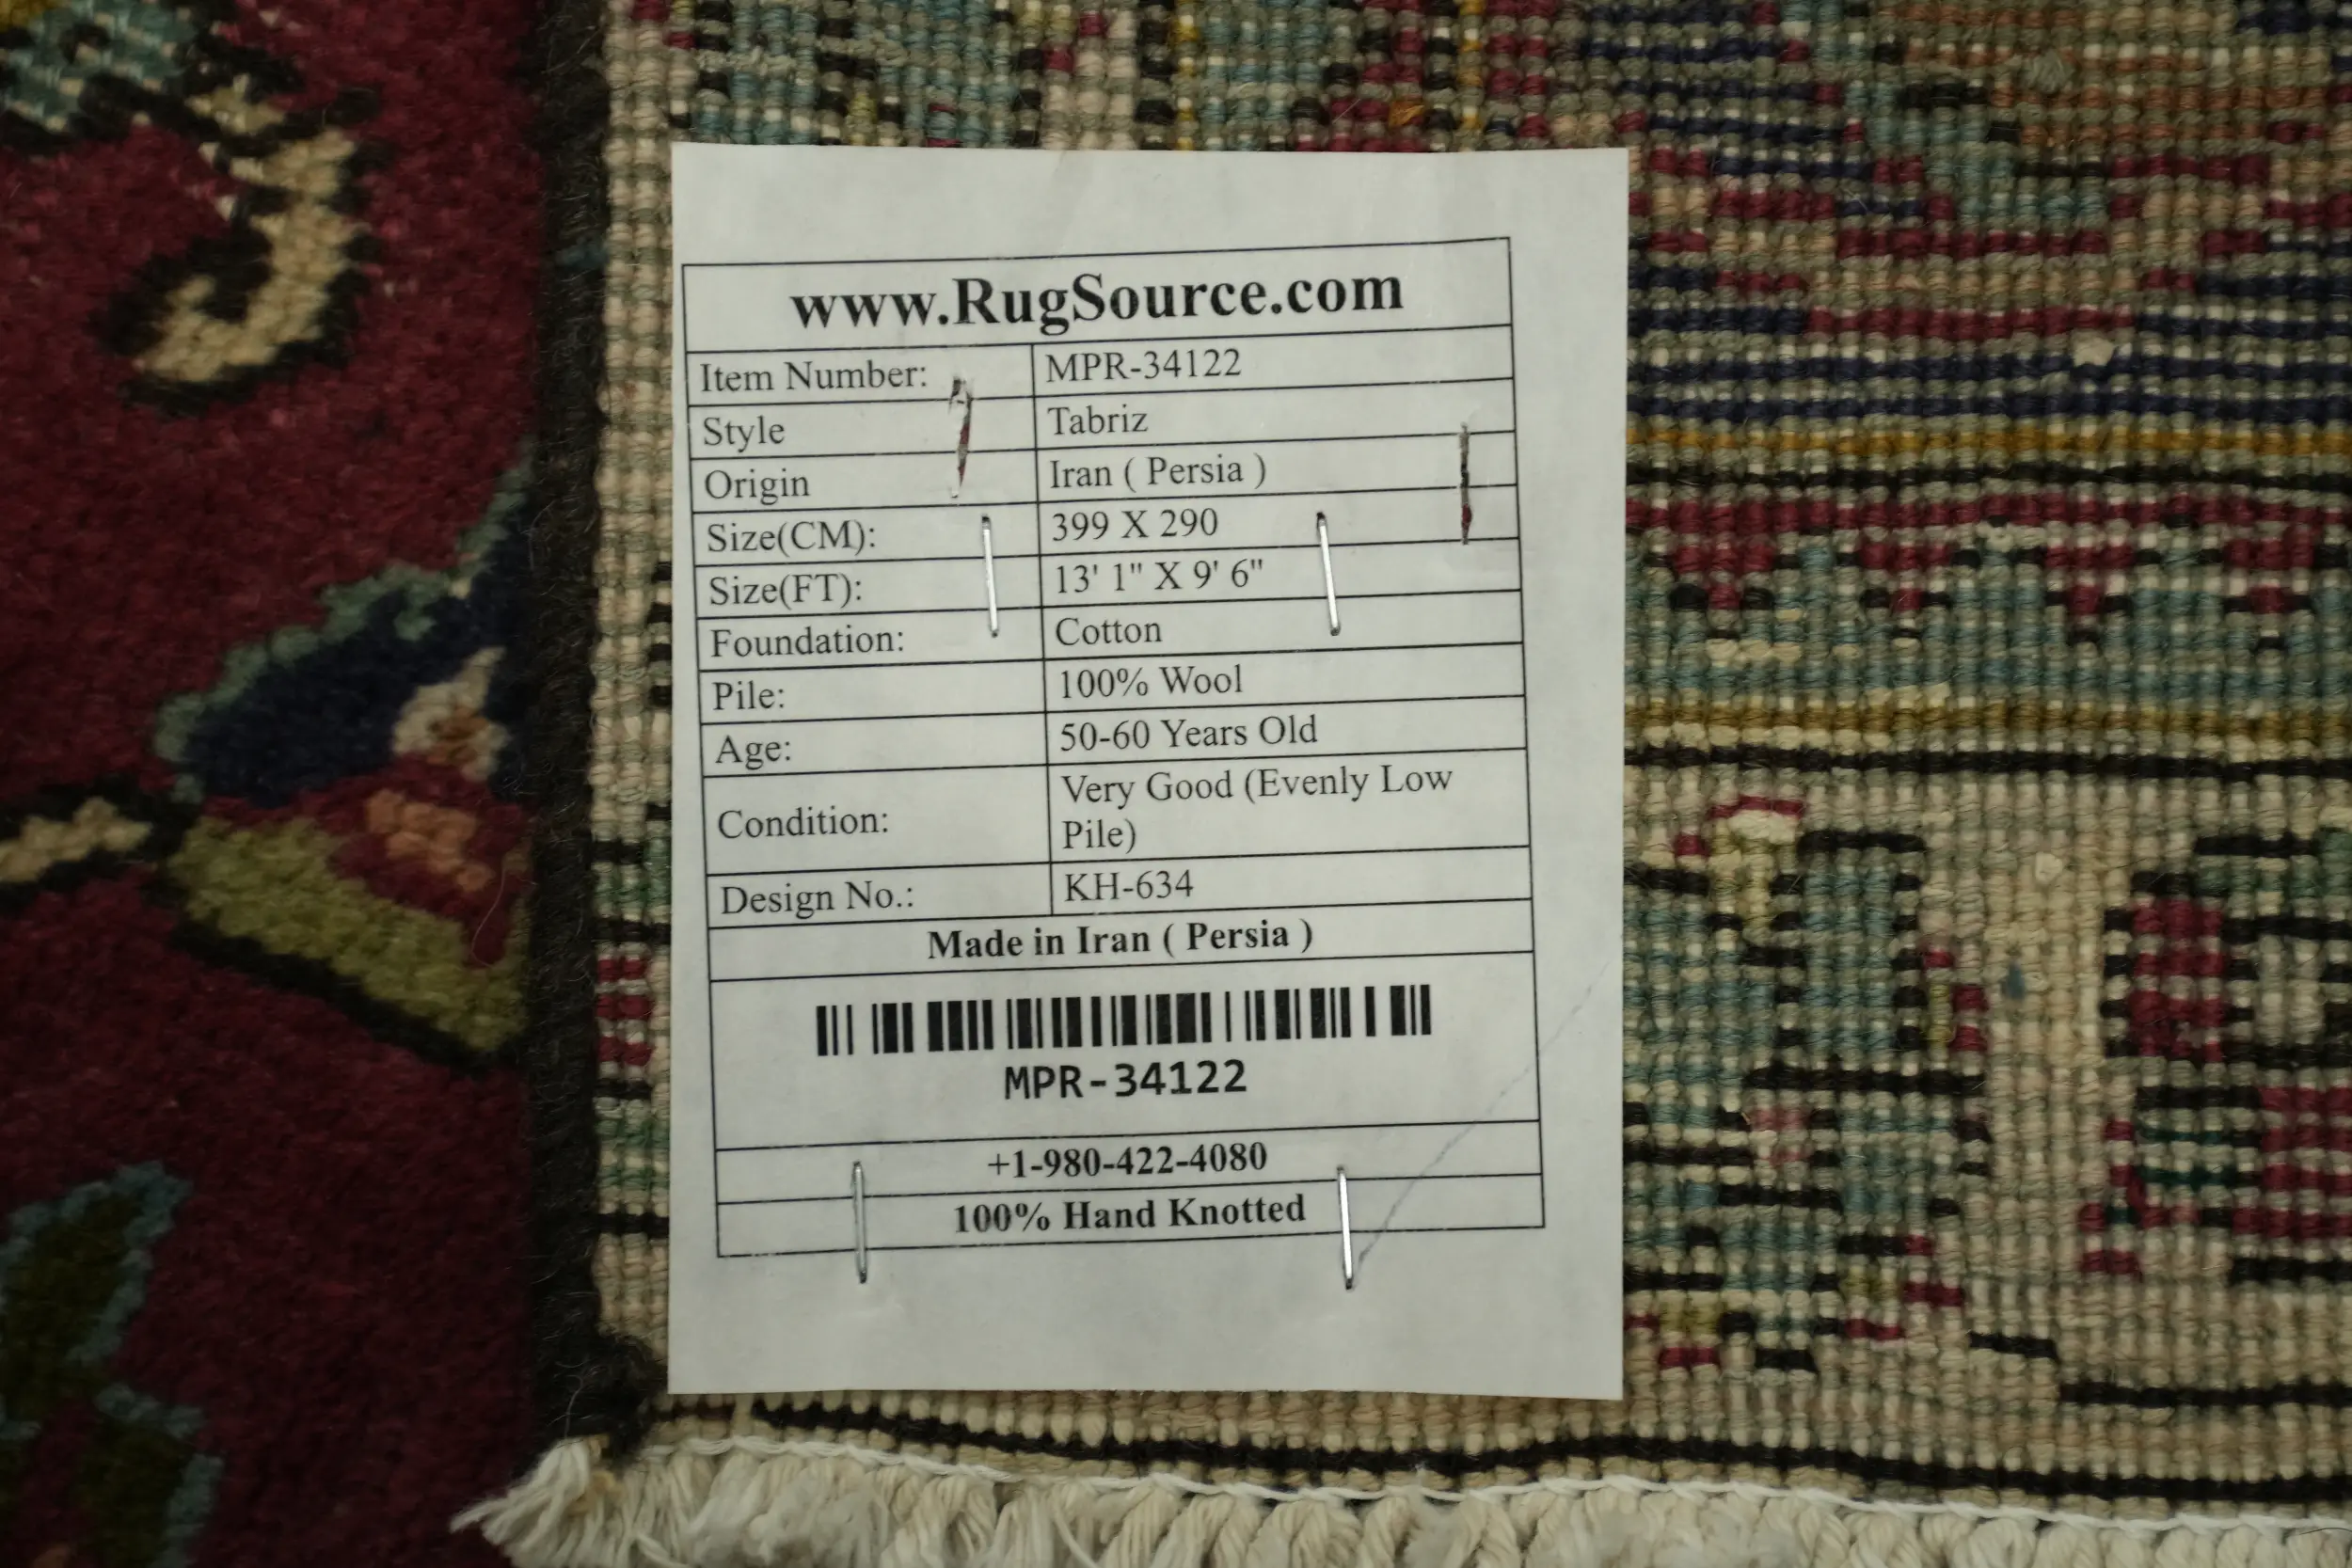 www.RugSource.com
Item Number: MPR-34122
Style Tabriz
Origin Iran ( Persia )
Size(CM): 399 X 290
Size(FT): 13' 1" X 9' 6"
Foundation: Cotton
Pile: 100% Wool
Age: 50-60 Years Old
Condition: Very Good (Evenly Low
Pile)
Design No.: KH-634
Made in Iran ( Persia )
MPR-34122
+1-980-422-4080
100% Hand Knotted